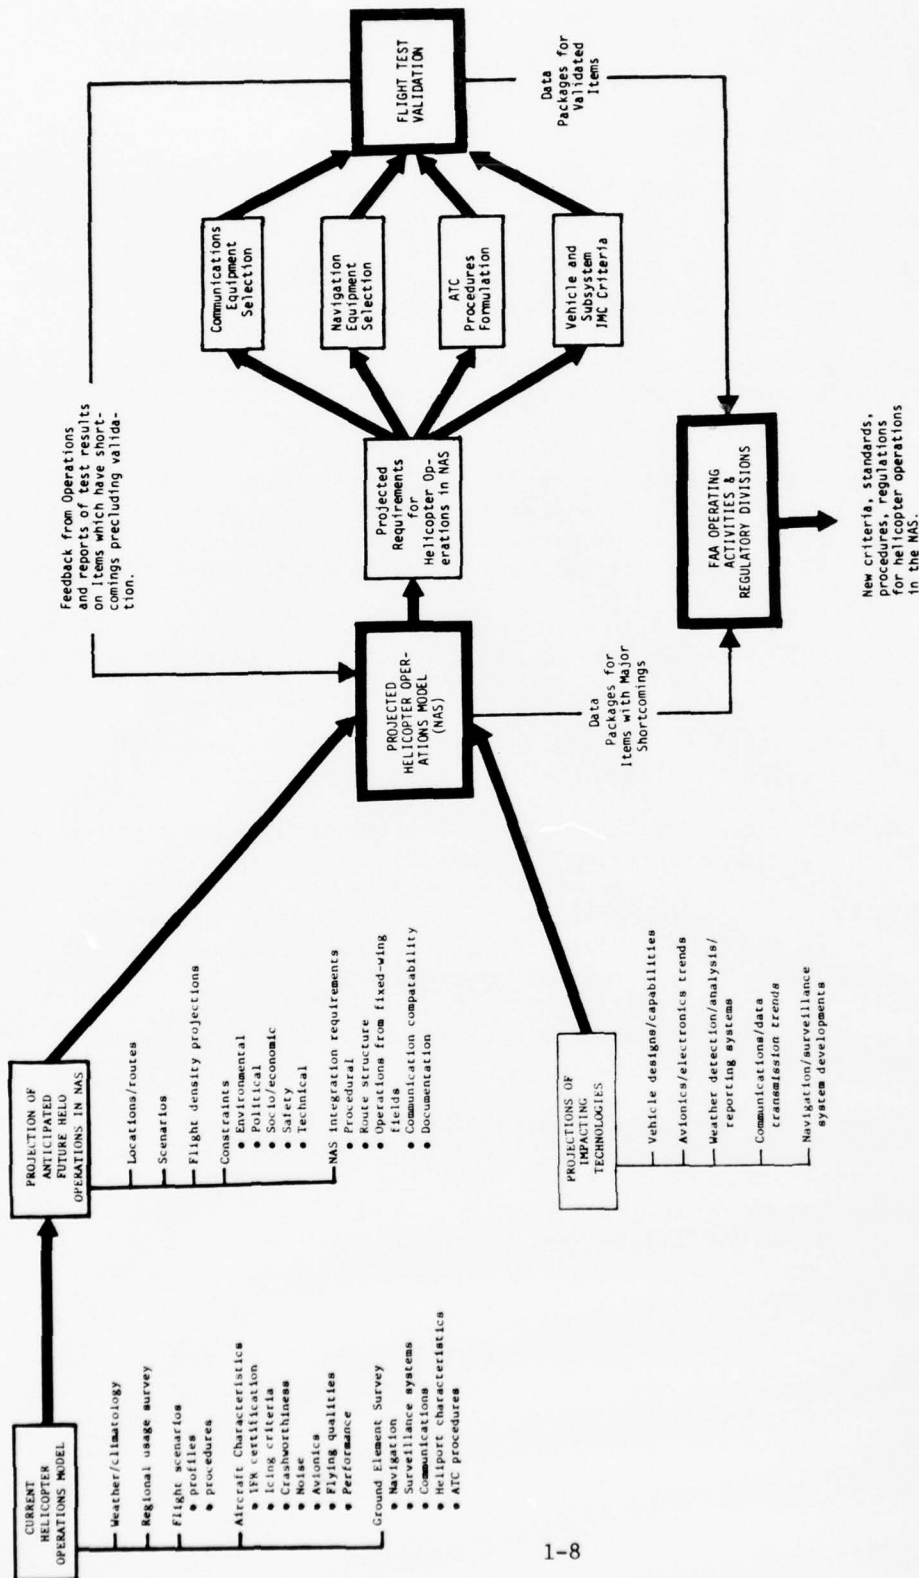 CURRENT
HELICOPTER
OPERATIONS MODEL
Weather/climatology
Regional usage survey
Flight scenarios
● profiles
● procedures
Aircraft Characteristics
● IFR certification
● Icing criteria
● Crashworthiness
● Noise
● Avionics
● Flying qualities
● Performance
Ground Element Survey
● Navigation
● Surveillance systems
● Communications
● Heliport characteristics
● ATC procedures
PROJECTION OF
ANTICIPATED
FUTURE HELO
OPERATIONS IN NAS
Locations/routes
Scenarios
Flight density projections
Constraints
● Environmental
● Political
● Socio/economic
● Safety
● Technical
NAS integration requirements
● Procedural
● Route structure
● Operations from fixed-wing
fields
● Communication compatability
● Documentation
PROJECTIONS OF
IMPACTING
TECHNOLOGIES
Vehicle designs/capabilities
Avionics/electronics trends
Weather detection/analysis/
reporting systems
Communications/data
transmission trends
Navigation/surveillance
system developments
Feedback from Operations
and reports of test results
on Items which have short-
comings precluding valida-
tion.
PROJECTED
HELICOPTER OPER-
ATIONS MODEL
(NAS)
Data
Packages for
Items with Major
Shortcomings
Projected
Requirements
for
Helicopter Op-
erations in NAS
Communications
Equipment
Selection
Navigation
Equipment
Selection
ATC
Procedures
Formulation
Vehicle and
Subsystem
IMC Criteria
FLIGHT TEST
VALIDATION
Data
Packages for
Validated
Items
FAA OPERATING
ACTIVITIES &
REGULATORY DIVISIONS
New criteria, standards,
procedures, regulations
for helicopter operations
in the NAS.
1-8